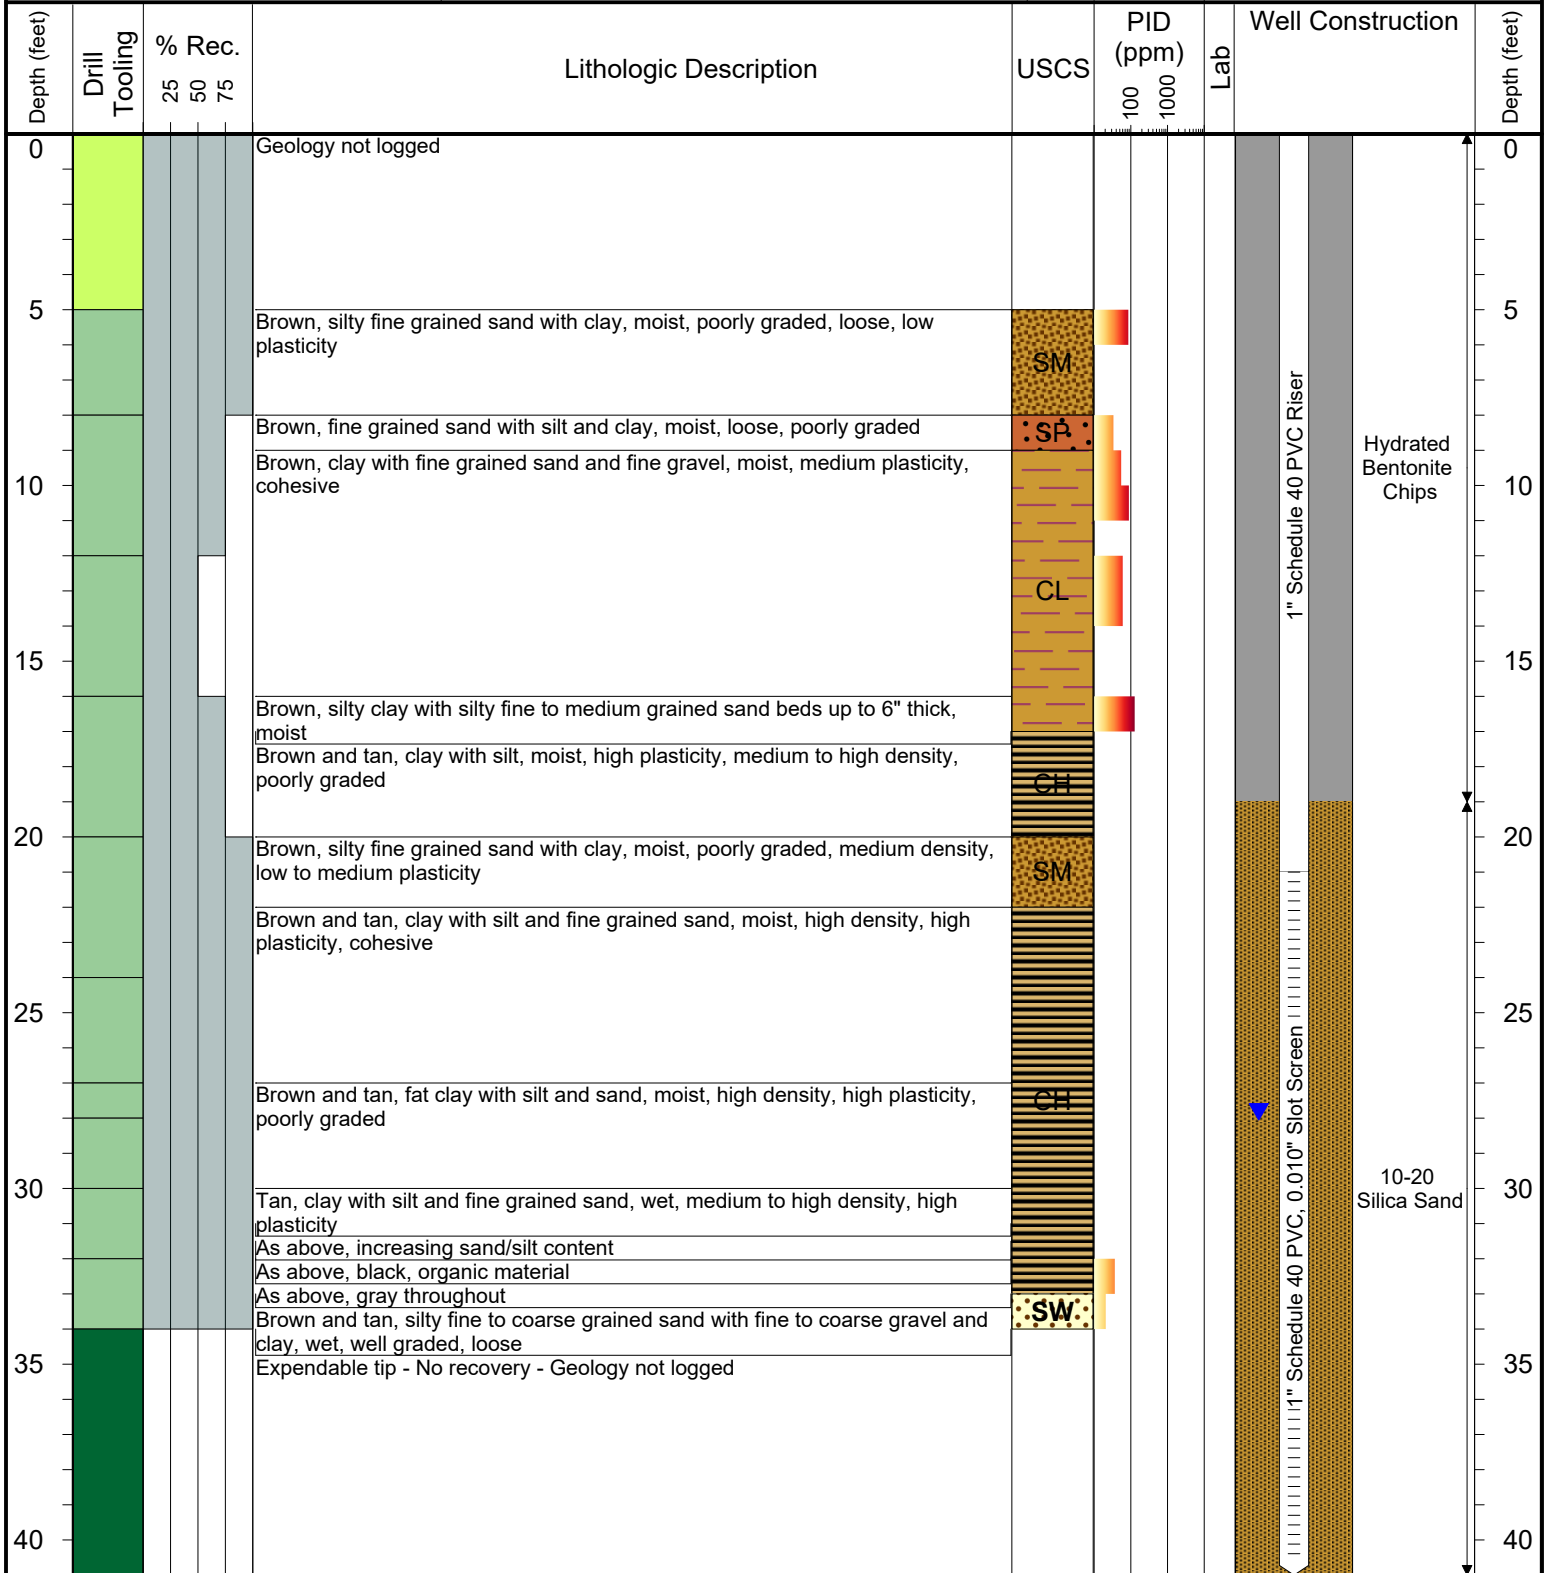 Depth (feet)
Drill
Tooling
% Rec.
25
50
75
Lithologic Description
USCS
PID
(ppm)
100
1000
Lab
Well Construction
Depth (feet)
0
Geology not logged
0
5
Brown, silty fine grained sand with clay, moist, poorly graded, loose, low
plasticity
SM
5
Brown, fine grained sand with silt and clay, moist, loose, poorly graded
SP
Brown, clay with fine grained sand and fine gravel, moist, medium plasticity,
cohesive
1" Schedule 40 PVC Riser
Hydrated
Bentonite
Chips
10
10
CL
15
15
Brown, silty clay with silty fine to medium grained sand beds up to 6" thick,
moist
Brown and tan, clay with silt, moist, high plasticity, medium to high density,
poorly graded
CH
20
20
Brown, silty fine grained sand with clay, moist, poorly graded, medium density,
low to medium plasticity
SM
Brown and tan, clay with silt and fine grained sand, moist, high density, high
plasticity, cohesive
25
25
Brown and tan, fat clay with silt and sand, moist, high density, high plasticity,
poorly graded
CH
1" Schedule 40 PVC, 0.010" Slot Screen
10-20
Silica Sand
30
30
Tan, clay with silt and fine grained sand, wet, medium to high density, high
plasticity
As above, increasing sand/silt content
As above, black, organic material
As above, gray throughout
Brown and tan, silty fine to coarse grained sand with fine to coarse gravel and
clay, wet, well graded, loose
SW
35
Expendable tip - No recovery - Geology not logged
35
40
40